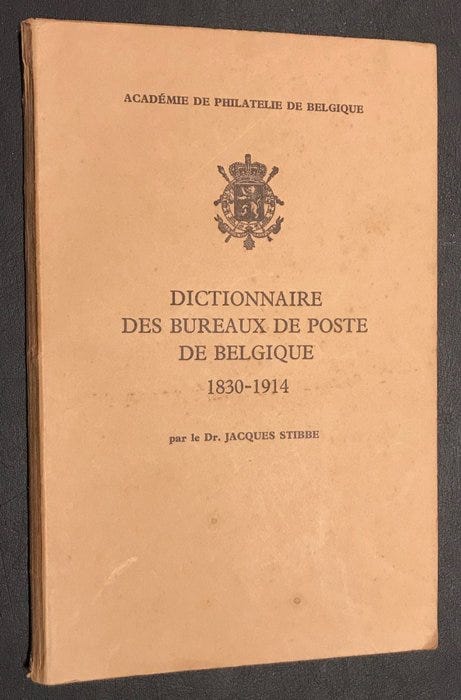 ACADÉMIE DE PHILATELIE DE BELGIQUE
DICTIONNAIRE
DES BUREAUX DE POSTE
DE BELGIQUE
1830-1914
par le Dr. JACQUES STIBBE